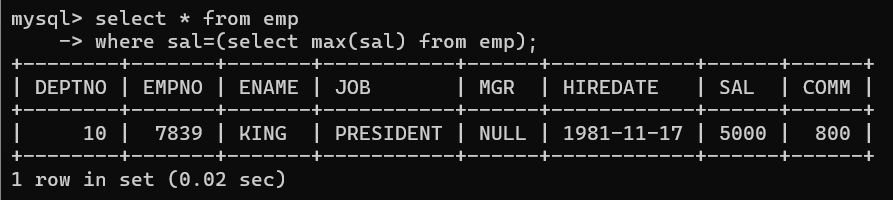 mysql> select * from emp
    -> where sal=(select max(sal) from emp);
+--------+-------+-------+-----------+------+------------+------+------+
| DEPTNO | EMPNO | ENAME | JOB       | MGR  | HIREDATE   | SAL  | COMM |
+--------+-------+-------+-----------+------+------------+------+------+
|     10 |  7839 | KING  | PRESIDENT | NULL | 1981-11-17 | 5000 |  800 |
+--------+-------+-------+-----------+------+------------+------+------+
1 row in set (0.02 sec)